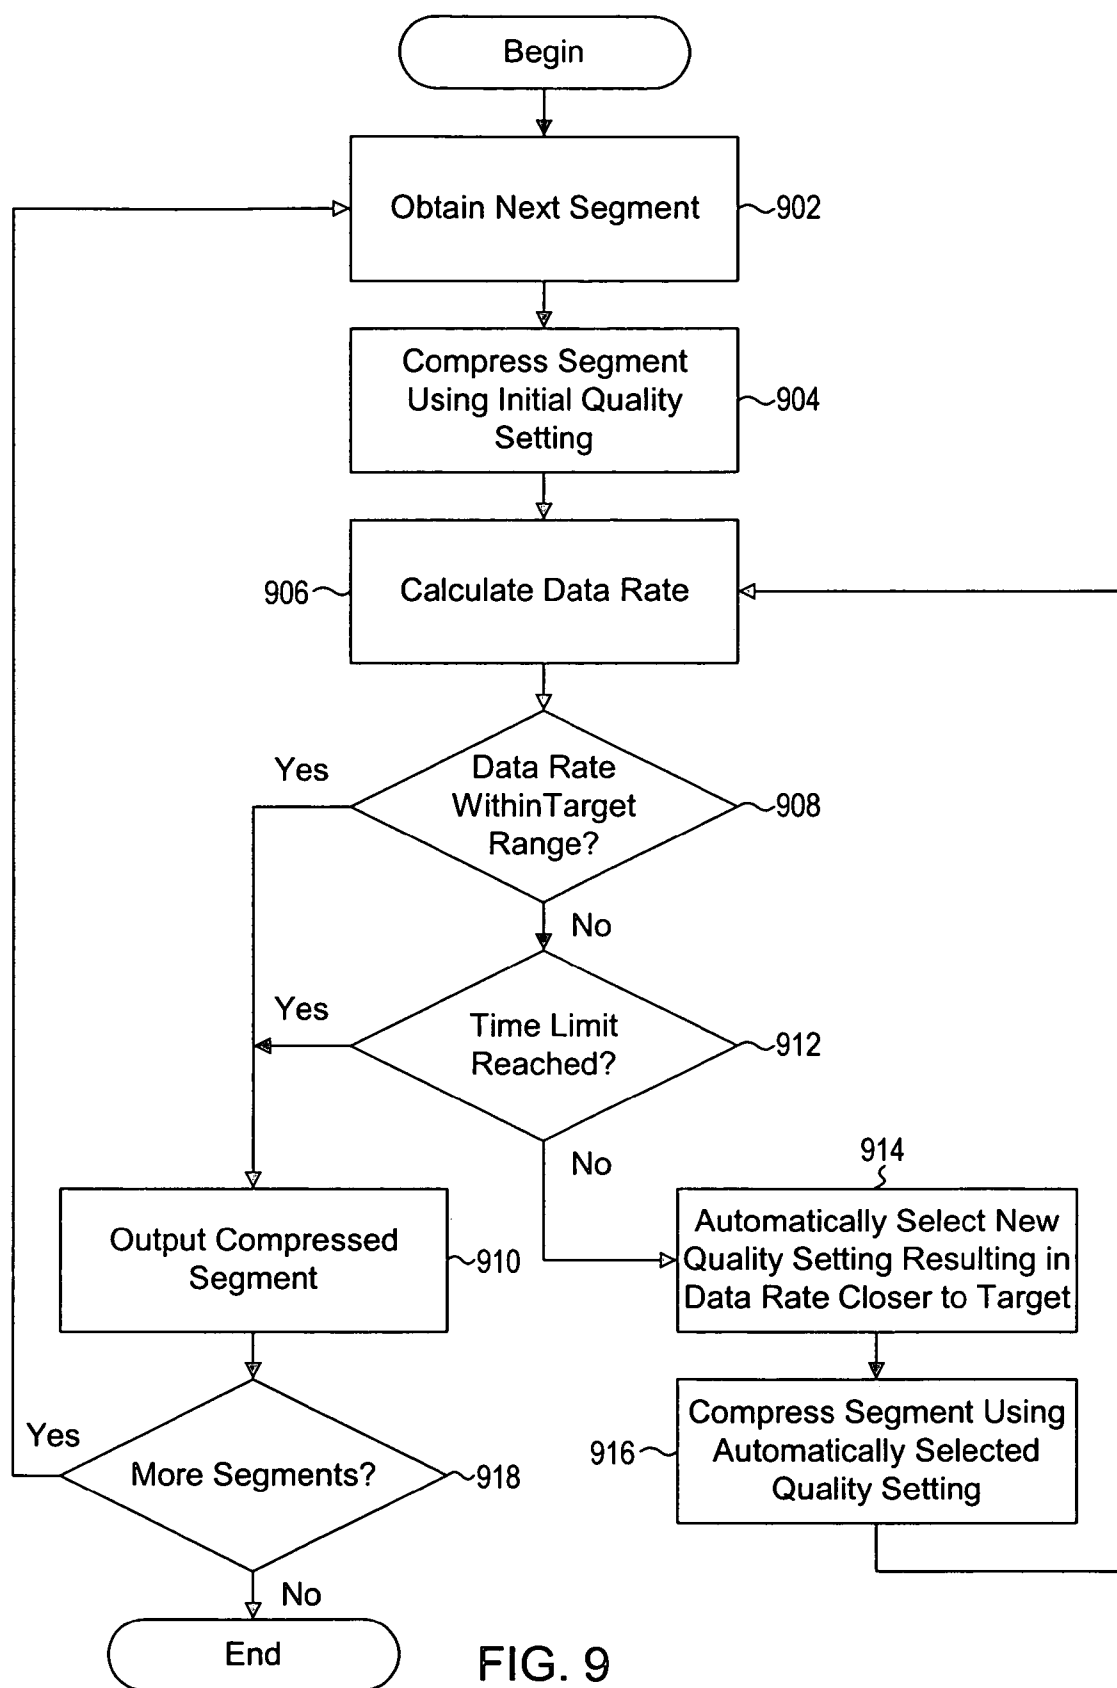 Begin
Obtain Next Segment
902
Compress Segment
Using Initial Quality
Setting
904
906
Calculate Data Rate
Yes
Data Rate
WithinTarget
Range?
908
No
Yes
Time Limit
Reached?
912
No
914
Output Compressed
Segment
910
Automatically Select New
Quality Setting Resulting in
Data Rate Closer to Target
Yes
More Segments?
918
916
Compress Segment Using
Automatically Selected
Quality Setting
No
End
FIG. 9